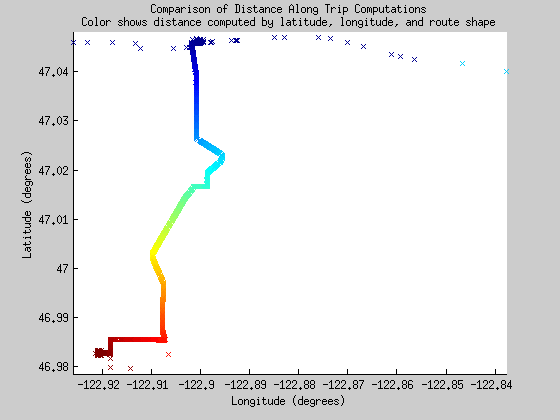 Comparison of Distance Along Trip Computations
Color shows distance computed by latitude, longitude, and route shape
47.04
47.03
47.02
47.01
47
46.99
46.98
Latitude (degrees)
-122.92 -122.91 -122.9 -122.89 -122.88 -122.87 -122.86 -122.85 -122.84
Longitude (degrees)